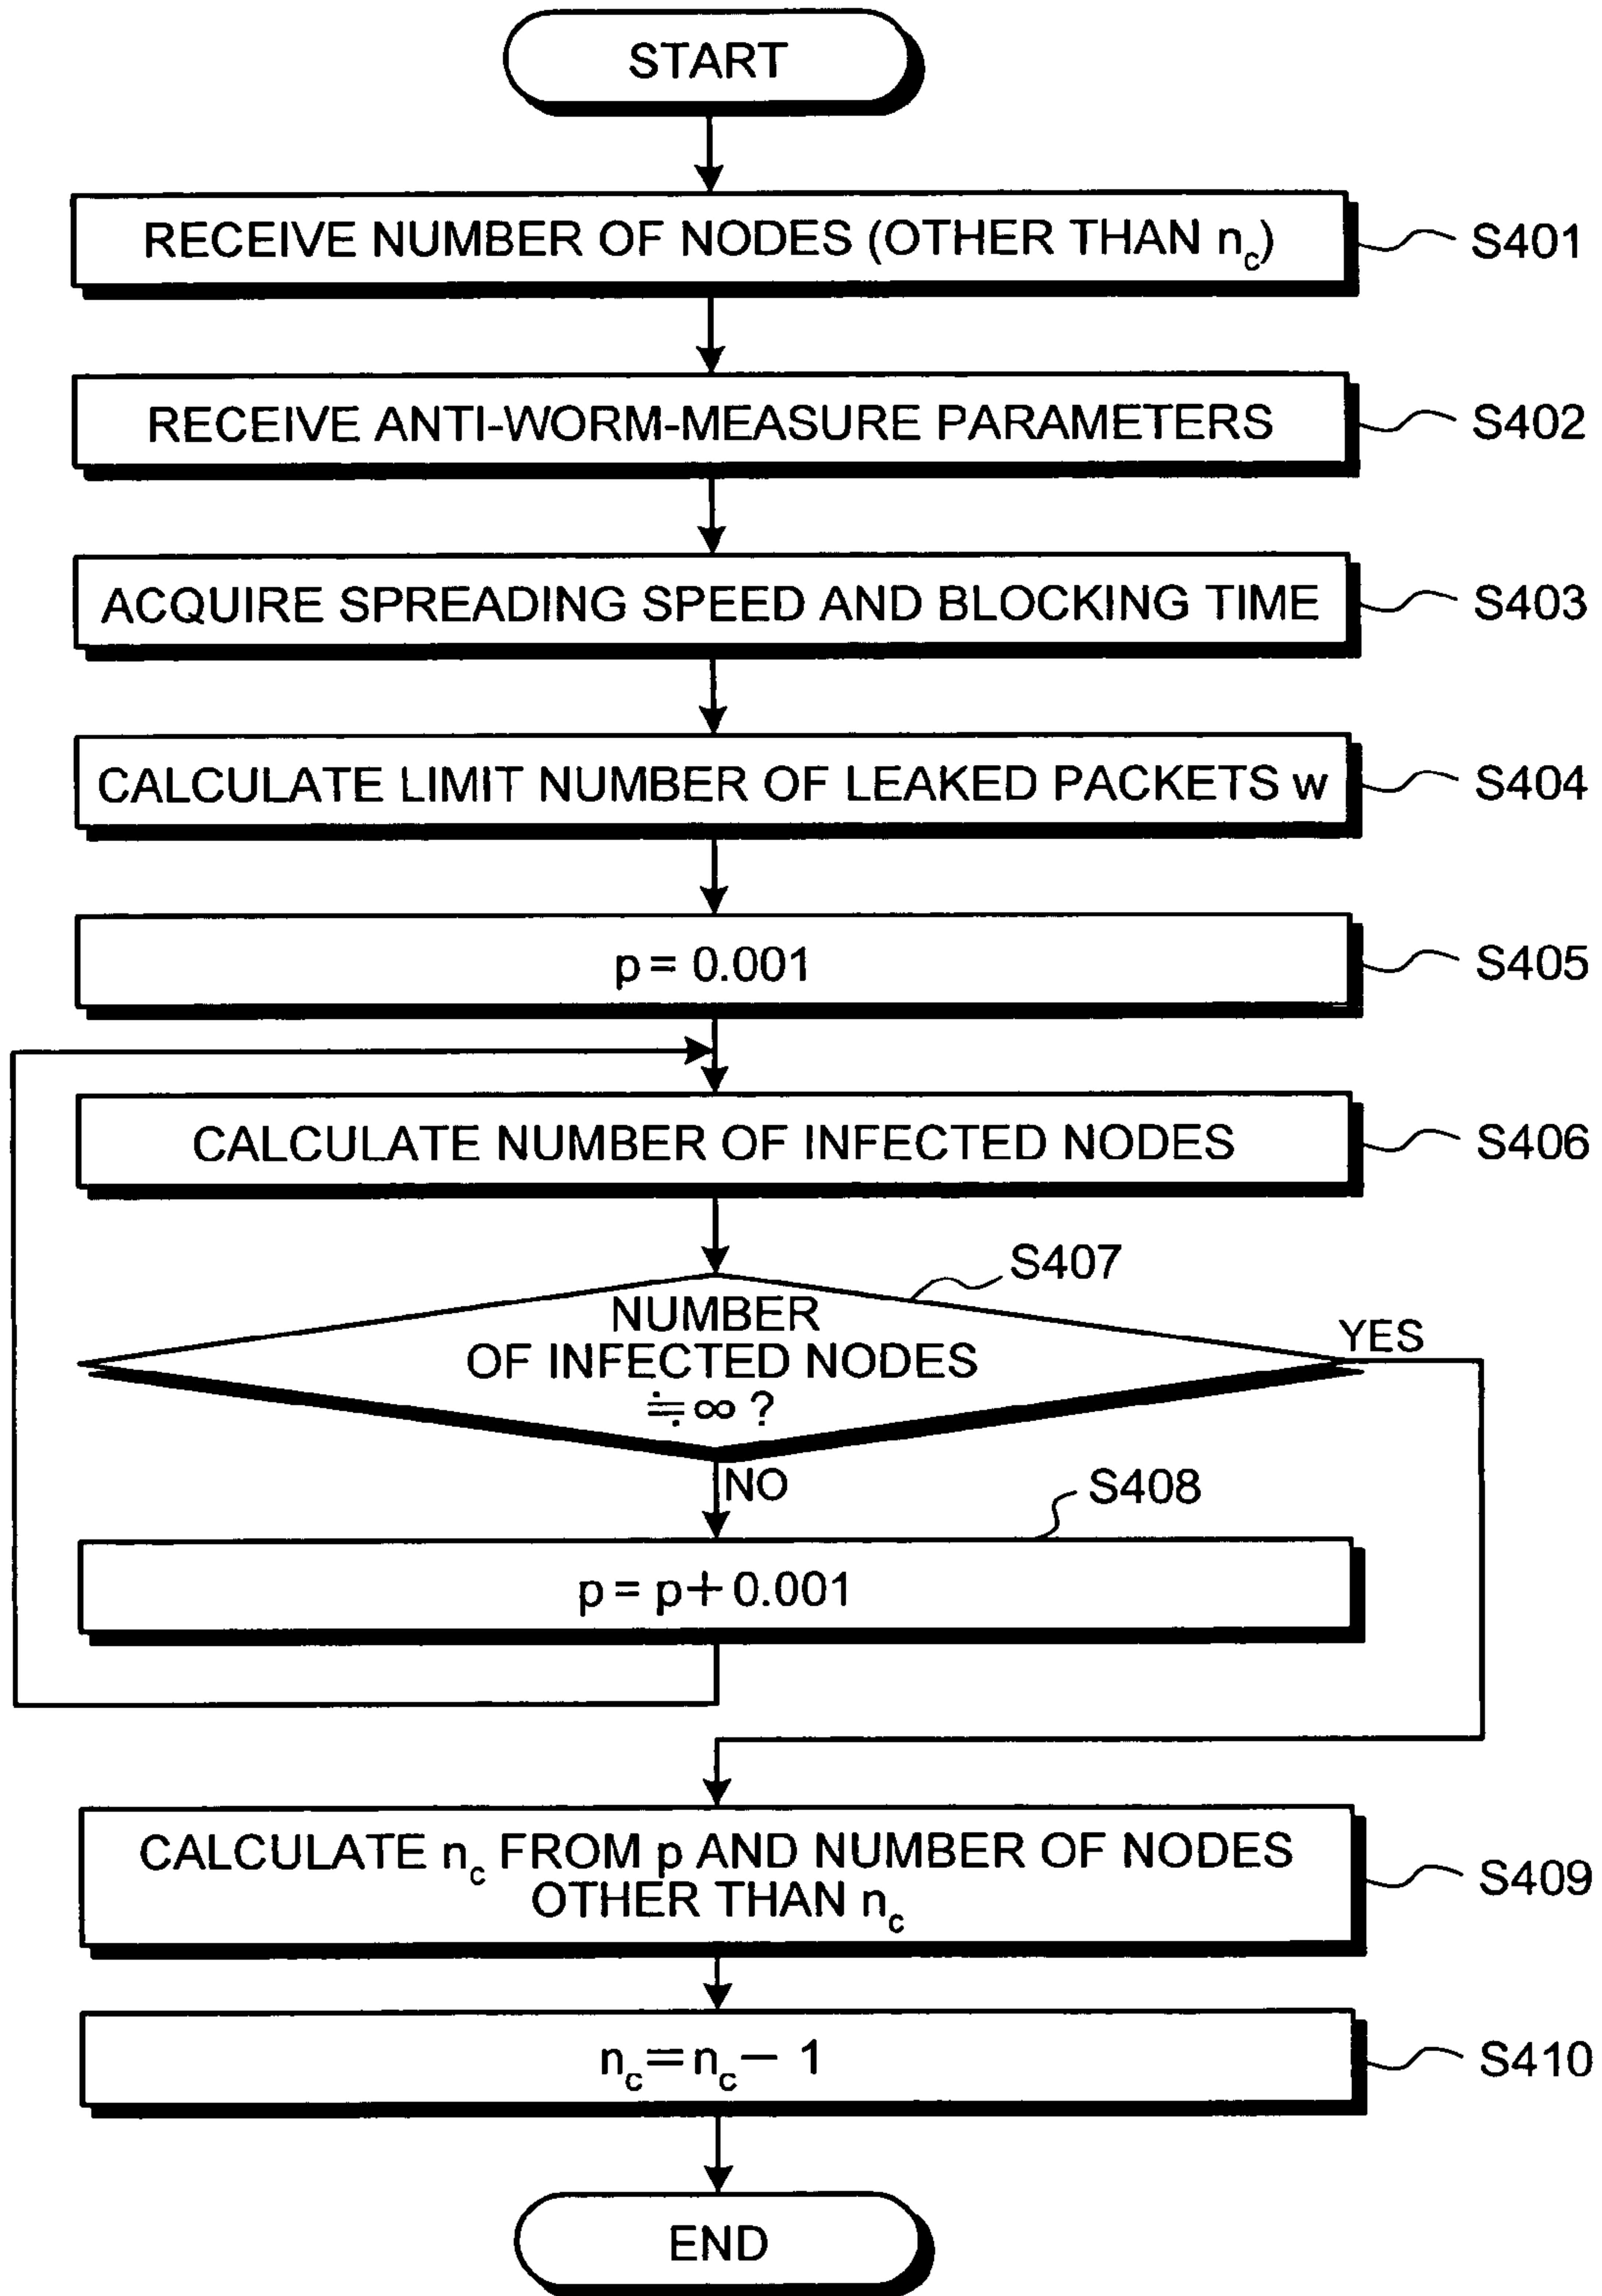 START
RECEIVE NUMBER OF NODES (OTHER THAN nc)
S401
RECEIVE ANTI-WORM-MEASURE PARAMETERS
S402
ACQUIRE SPREADING SPEED AND BLOCKING TIME
S403
CALCULATE LIMIT NUMBER OF LEAKED PACKETS w
S404
p = 0.001
S405
CALCULATE NUMBER OF INFECTED NODES
S406
S407
NUMBER
OF INFECTED NODES
≒∞ ?
YES
NO
S408
p = p+0.001
CALCULATE nc FROM p AND NUMBER OF NODES
OTHER THAN nc
S409
nc=nc− 1
S410
END